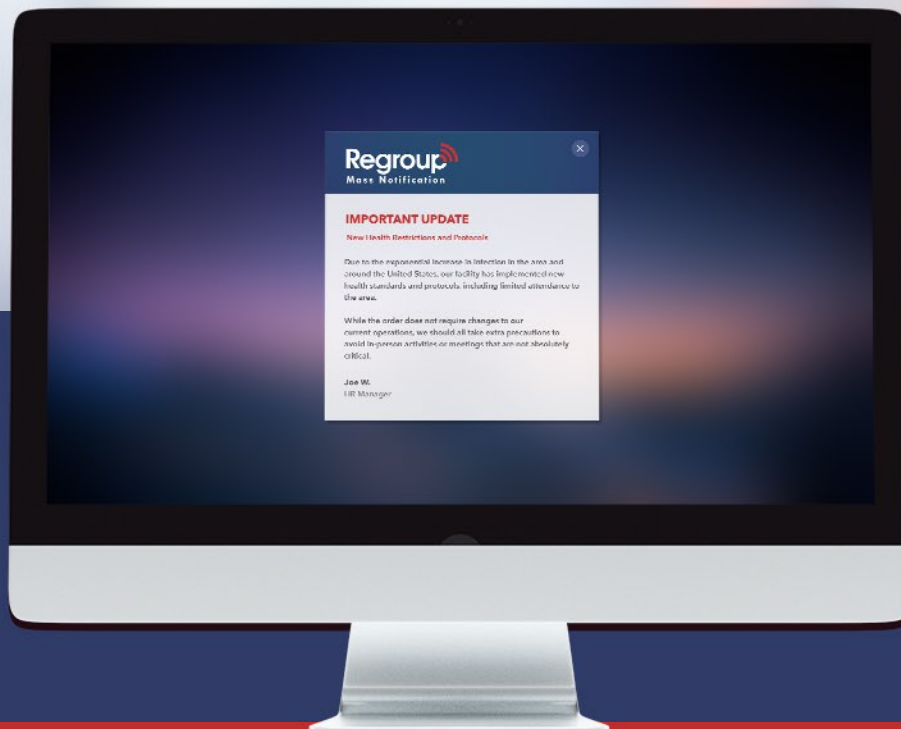 Regroup
Mass Notification
IMPORTANT UPDATE
New Health Restrictions and Protocols
Due to the exponential increase in infection in the area and
around the United States, our facility has implemented new
health standards and protocols, including limited attendance to
the area.
While the order does not require changes to our
current operations, we should all take extra precautions to
avoid in-person activities or meetings that are not absolutely
critical.
Joe W.
HR Manager